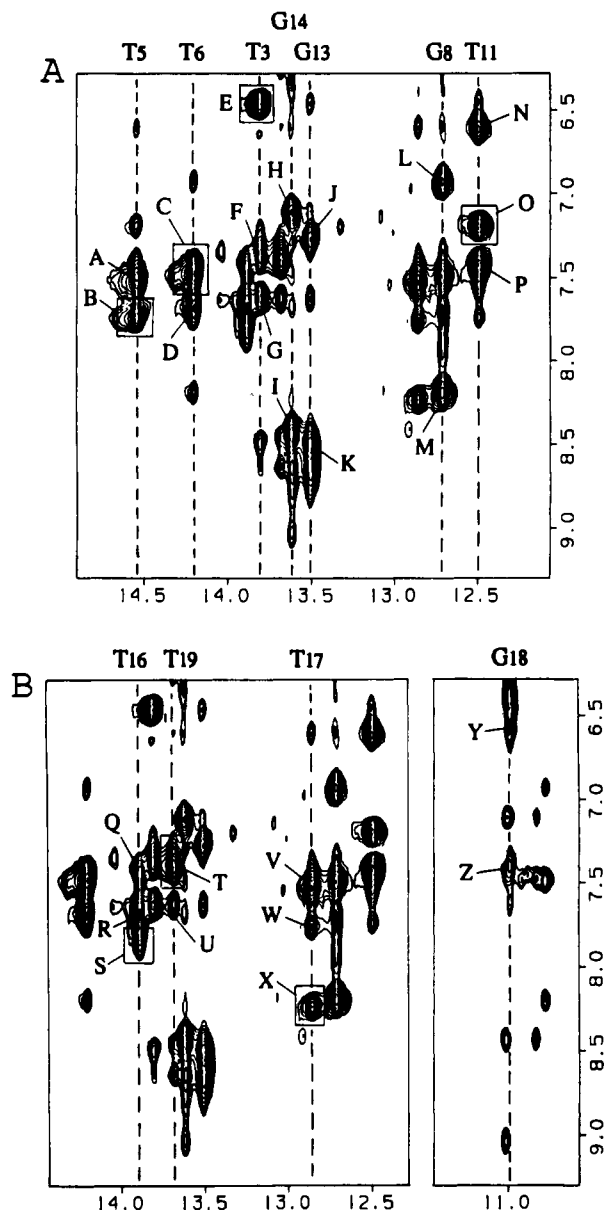 G14
T5 T6 T3 G13 G8 T11
A
E
N
6.5
L
7.0
H
C
J
O
F
A
7.5
P
B
D
G
8.0
I
M
8.5
K
9.0
14.5 14.0 13.5 13.0 12.5
T16 T19 T17 G18
B
Y
6.5
7.0
Q
V
Z
T
7.5
W
R
U
S
X
8.0
8.5
9.0
14.0 13.5 13.0 12.5 11.0